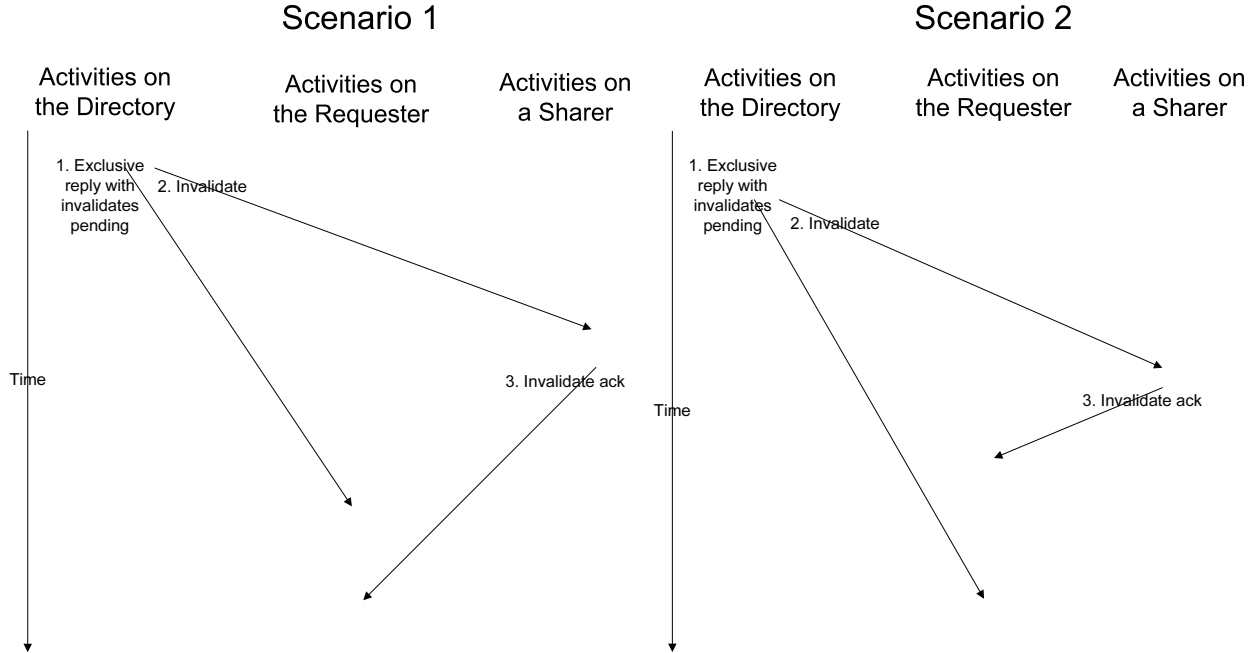 Scenario 1
Activities on
the Directory
Activities on
the Requester
Activities on
a Sharer
1. Exclusive
reply with
invalidates
pending
2. Invalidate
Time
3. Invalidate ack
Scenario 2
Activities on
the Directory
Activities on
the Requester
Activities on
a Sharer
1. Exclusive
reply with
invalidates
pending
2. Invalidate
Time
3. Invalidate ack